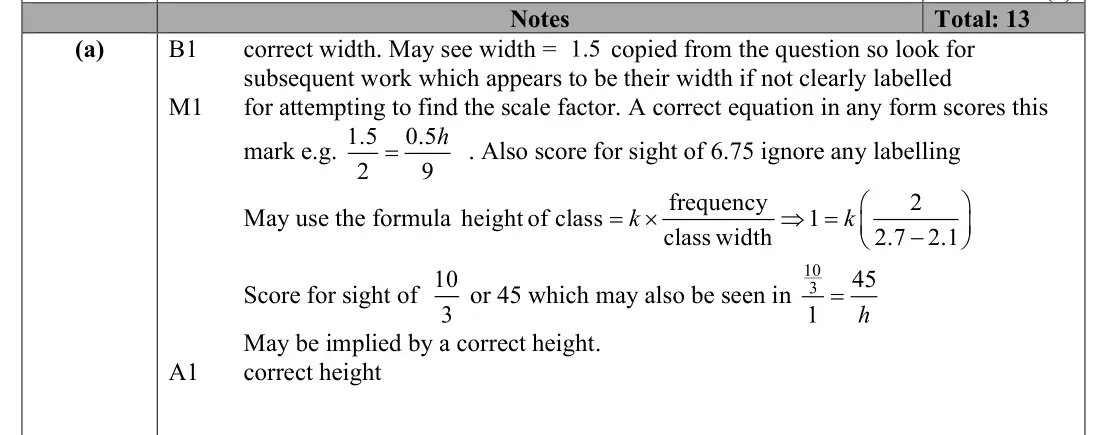 Notes Total: 13
(a) B1 correct width. May see width = 1.5 copied from the question so look for
subsequent work which appears to be their width if not clearly labelled
M1 for attempting to find the scale factor. A correct equation in any form scores this
mark e.g. 1.5/2 = 0.5h/9 . Also score for sight of 6.75 ignore any labelling
May use the formula height of class = k × frequency/class width ⇒ 1 = k(2/(2.7 − 2.1))
Score for sight of 10/3 or 45 which may also be seen in (10/3)/1 = 45/h
May be implied by a correct height.
A1 correct height